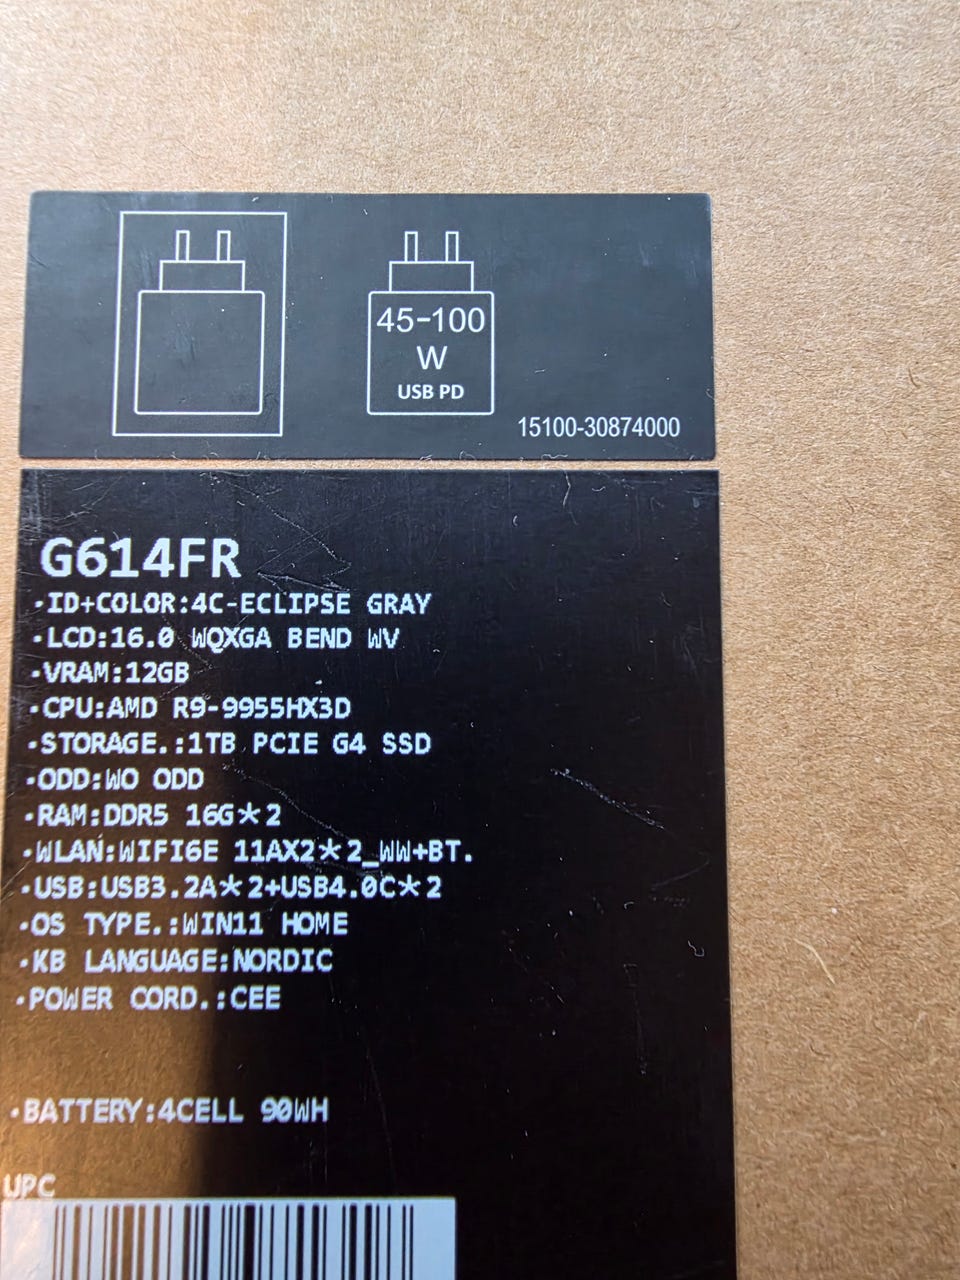 45-100
W
USB PD
15100-30874000
G614FR
·ID+COLOR:4C-ECLIPSE GRAY
·LCD:16.0 WQXGA BEND WV
·VRAM:12GB
·CPU:AMD R9-9955HX3D
·STORAGE.:1TB PCIE G4 SSD
·ODD:WO ODD
·RAM:DDR5 16G*2
·WLAN:WIFI6E 11AX2*2_WW+BT.
·USB:USB3.2A*2+USB4.0C*2
·OS TYPE.:WIN11 HOME
·KB LANGUAGE:NORDIC
·POWER CORD.:CEE
·BATTERY:4CELL 90WH
UPC